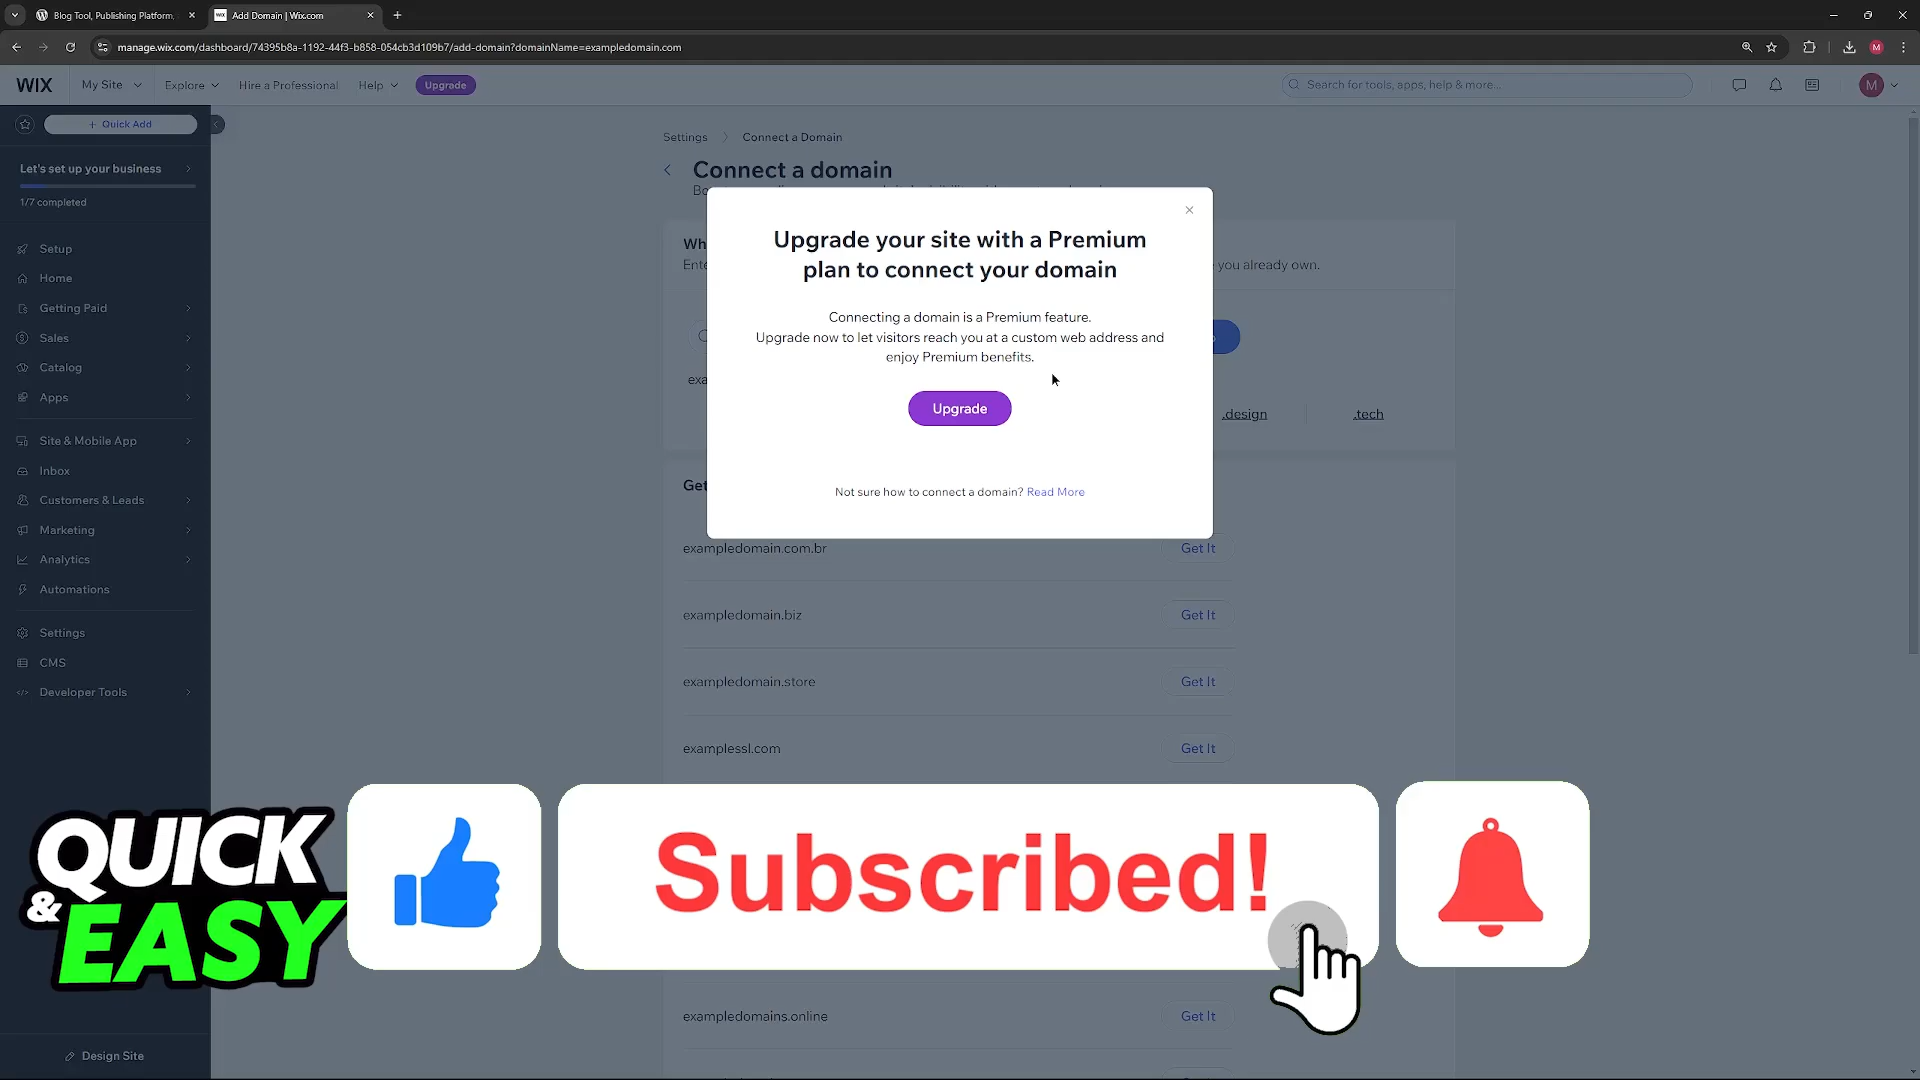 Blog Tool, Publishing Platform,
Add Domain | Wix.com
manage.wix.com/dashboard/74395b8a-1192-44f3-b858-054cb3d109b7/add-domain?domainName=exampledomain.com
M
WIX
My Site
Explore
Hire a Professional
Help
Upgrade
Search for tools, apps, help & more...
M
+ Quick Add
Let's set up your business
1/7 completed
Setup
Home
Getting Paid
Sales
Catalog
Apps
Site & Mobile App
Inbox
Customers & Leads
Marketing
Analytics
Automations
Settings
CMS
Developer Tools
Design Site
Settings
Connect a Domain
Connect a domain
Upgrade your site with a Premium
plan to connect your domain
Connecting a domain is a Premium feature.
Upgrade now to let visitors reach you at a custom web address and
enjoy Premium benefits.
Upgrade
Not sure how to connect a domain? Read More
you already own.
.design
.tech
exampledomain.com.br
Get It
exampledomain.biz
Get It
exampledomain.store
Get It
examplessl.com
Get It
exampledomains.online
Get It
QUICK
& EASY
Subscribed!